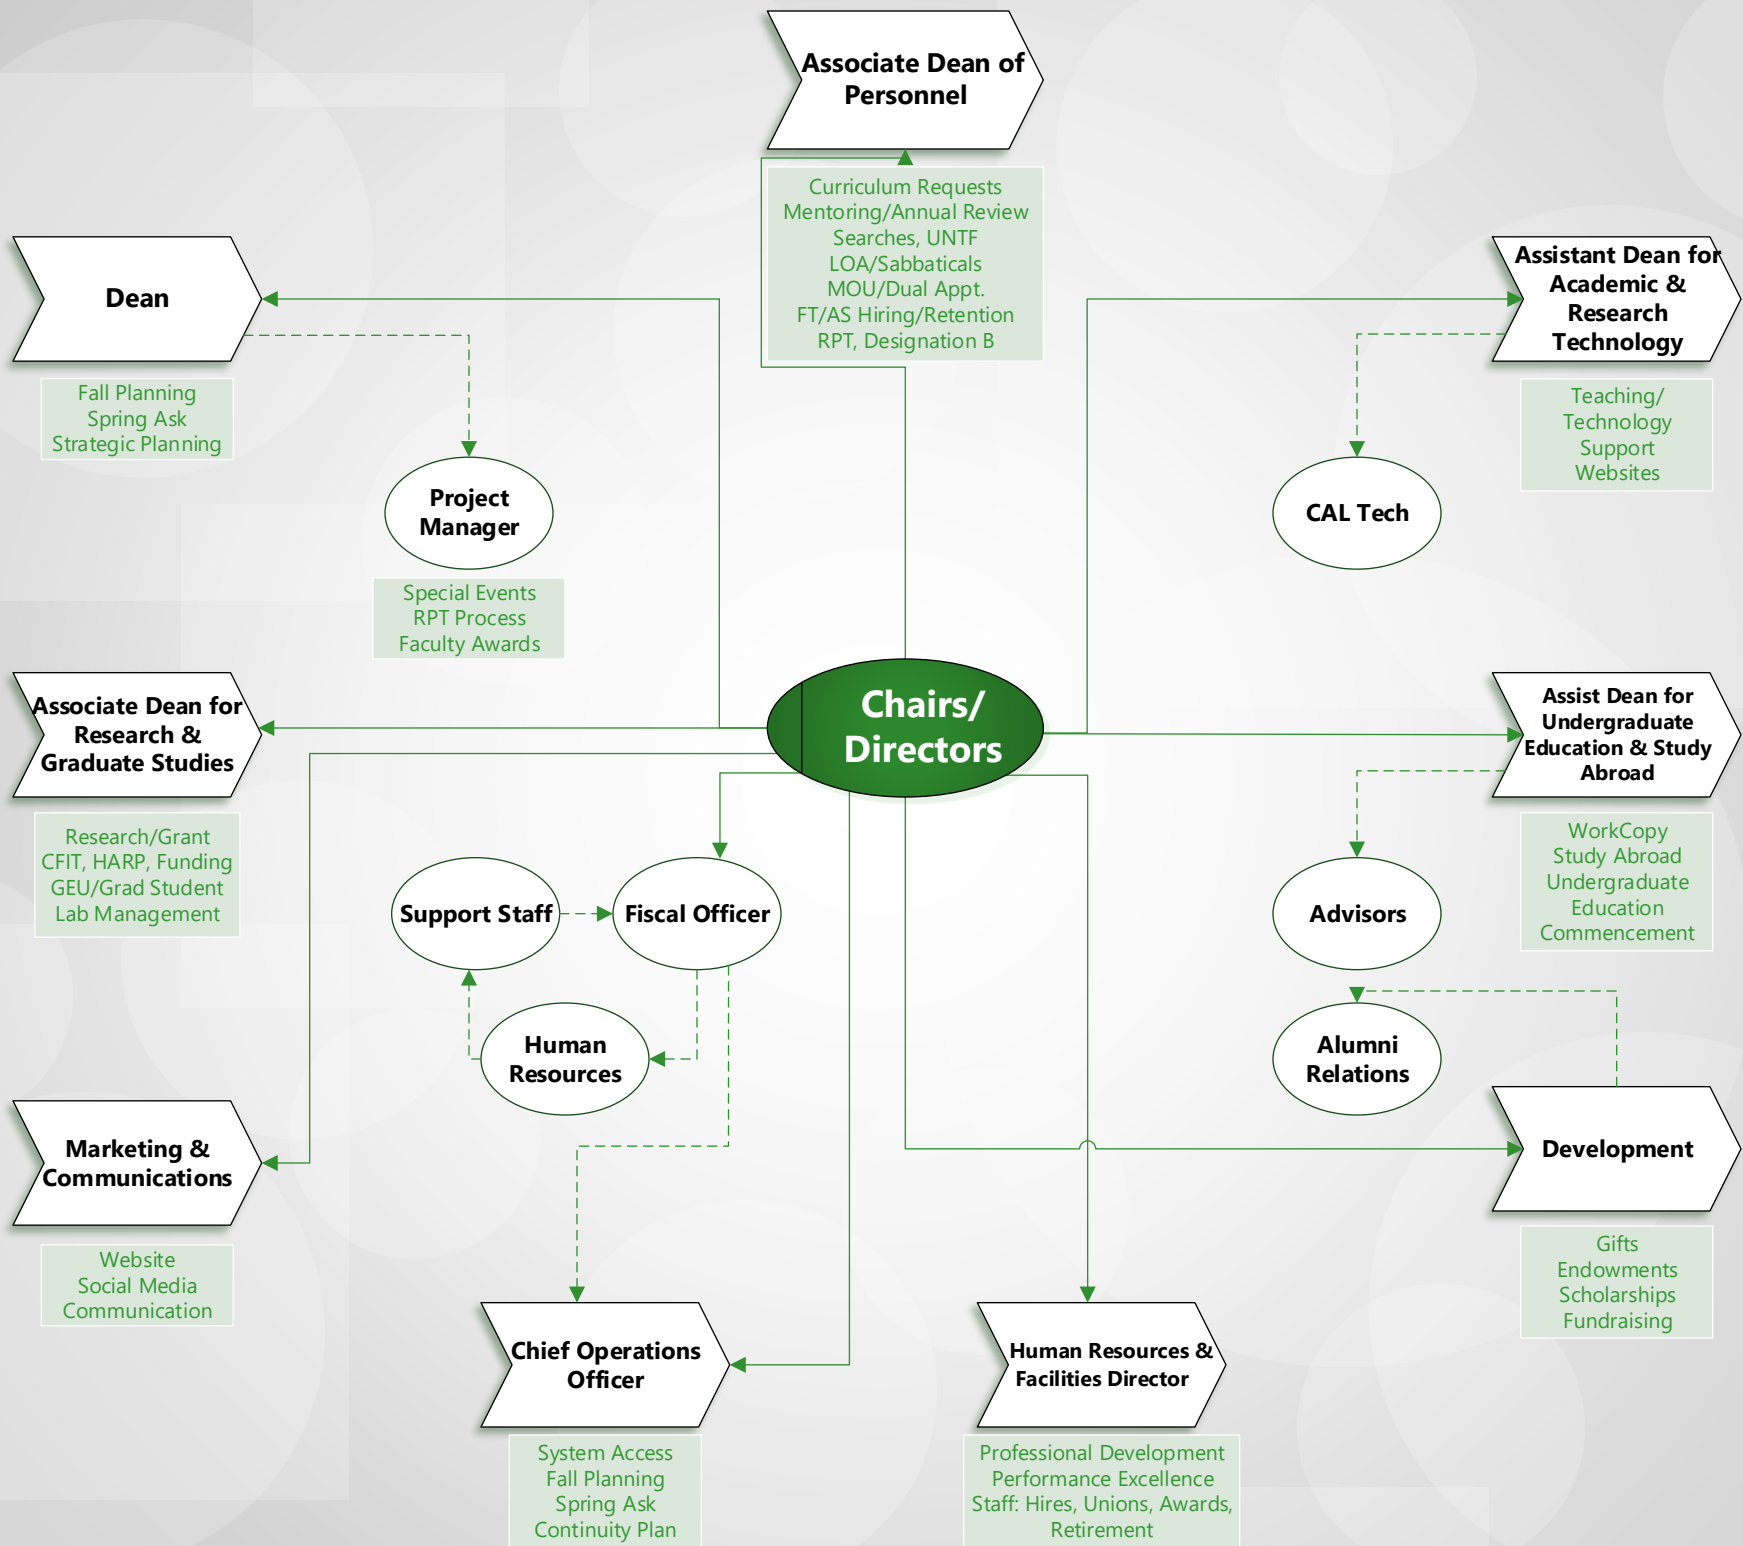 Associate Dean of
Personnel
Curriculum Requests
Mentoring/Annual Review
Searches, UNTF
LOA/Sabbaticals
MOU/Dual Appt.
FT/AS Hiring/Retention
RPT, Designation B
Dean
Fall Planning
Spring Ask
Strategic Planning
Assistant Dean for
Academic &
Research
Technology
Teaching/
Technology
Support
Websites
Project
Manager
Special Events
RPT Process
Faculty Awards
CAL Tech
Chairs/
Directors
Associate Dean for
Research &
Graduate Studies
Research/Grant
CFIT, HARP, Funding
GEU/Grad Student
Lab Management
Assist Dean for
Undergraduate
Education & Study
Abroad
WorkCopy
Study Abroad
Undergraduate
Education
Commencement
Support Staff
Fiscal Officer
Advisors
Human
Resources
Alumni
Relations
Marketing &
Communications
Website
Social Media
Communication
Development
Gifts
Endowments
Scholarships
Fundraising
Chief Operations
Officer
System Access
Fall Planning
Spring Ask
Continuity Plan
Human Resources &
Facilities Director
Professional Development
Performance Excellence
Staff: Hires, Unions, Awards,
Retirement